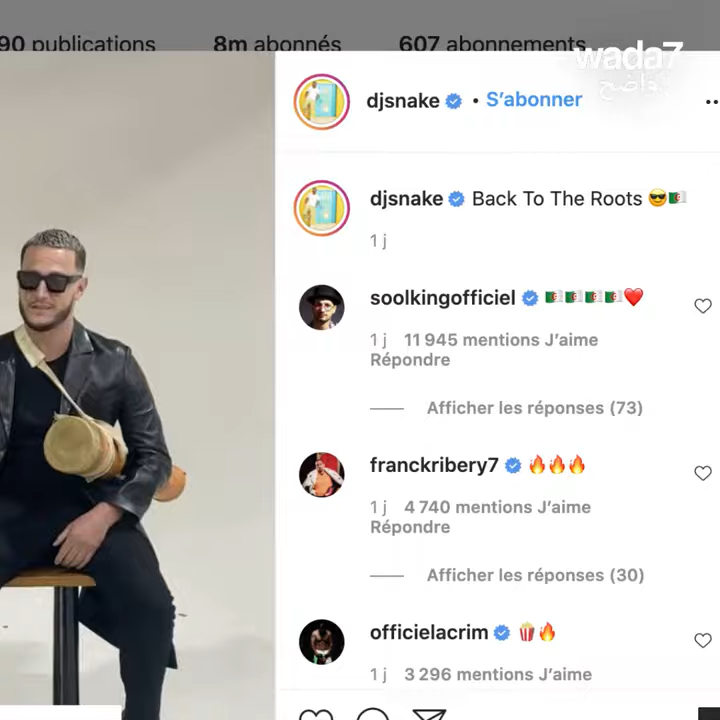 90 publications 8m abonnés 607 abonnements
wada7
واضح
djsnake • S'abonner
djsnake Back To The Roots 😎🇩🇿
1 j
soolkingofficiel 🇩🇿🇩🇿🇩🇿🇩🇿❤️
1 j 11 945 mentions J'aime
Répondre
Afficher les réponses (73)
franckribery7 🔥🔥🔥
1 j 4 740 mentions J'aime
Répondre
Afficher les réponses (30)
officielacrim 🍿🔥
1 j 3 296 mentions J'aime